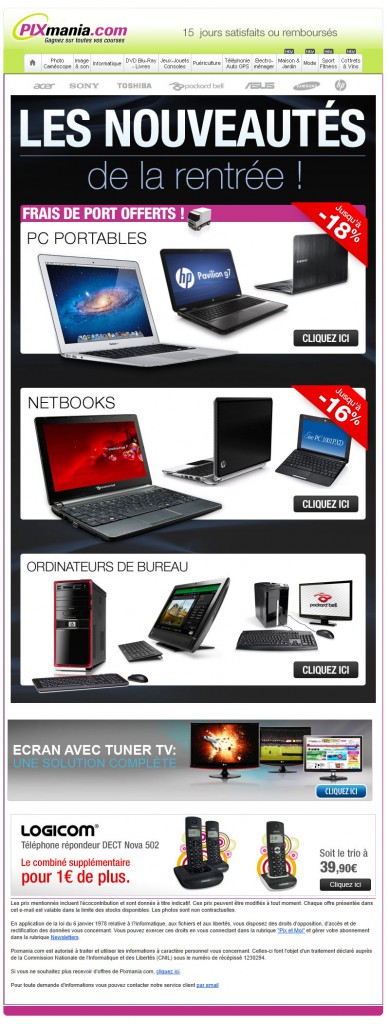 PIXmania.com
Gagnez sur toutes vos courses
15 jours satisfaits ou remboursés
Photo Caméscope
Image & son
Informatique
DVD-Blu-Ray - Livres
Jeux-Jouets Consoles
Puériculture
Téléphonie Auto GPS
Electro-ménager
Maison & Jardin
Mode
Sport Fitness
Coffrets & Vins
acer SONY TOSHIBA packard bell ASUS SAMSUNG hp
LES NOUVEAUTÉS
de la rentrée !
FRAIS DE PORT OFFERTS !
Jusqu'à
-18%
PC PORTABLES
hp Pavilion g7
CLIQUEZ ICI
Jusqu'à
-16%
NETBOOKS
Eee PC 1001PXD
CLIQUEZ ICI
ORDINATEURS DE BUREAU
packard bell
CLIQUEZ ICI
ECRAN AVEC TUNER TV:
UNE SOLUTION COMPLÈTE
CLIQUEZ ICI
LOGICOM
Téléphone répondeur DECT Nova 502
Le combiné supplémentaire
pour 1€ de plus.
Soit le trio à
39,90€
Cliquez ici
Les prix mentionnés incluent l'écocontribution et sont donnés à titre indicatif. Ces prix peuvent être modifiés à tout moment. Chaque offre présentée dans
cet e-mail est valable dans la limite des stocks disponibles. Les photos sont non contractuelles.
En application de la loi du 6 janvier 1978 relative à l'informatique, aux fichiers et aux libertés, vous disposez des droits d'opposition, d'accès et de
rectification des données vous concernant. Vous pouvez exercer ces droits en vous connectant dans la rubrique "Pix et Moi" et gérer votre abonnement
dans la rubrique Newsletters.
Pixmania.com est autorisé à traiter et utiliser les informations à caractère personnel vous concernant. Celles-ci font l'objet d'un traitement déclaré auprès
de la Commission Nationale de l'Informatique et des Libertés (CNIL) sous le numéro de récépissé 1230294.
Si vous ne souhaitez plus recevoir d'offres de Pixmania.com, cliquez ici.
Pour toute demande d'informations vous pouvez contacter notre service client par email